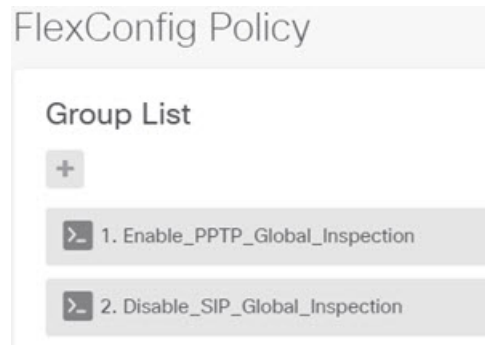 FlexConfig Policy
Group List
+
>_ 1. Enable_PPTP_Global_Inspection
>_ 2. Disable_SIP_Global_Inspection